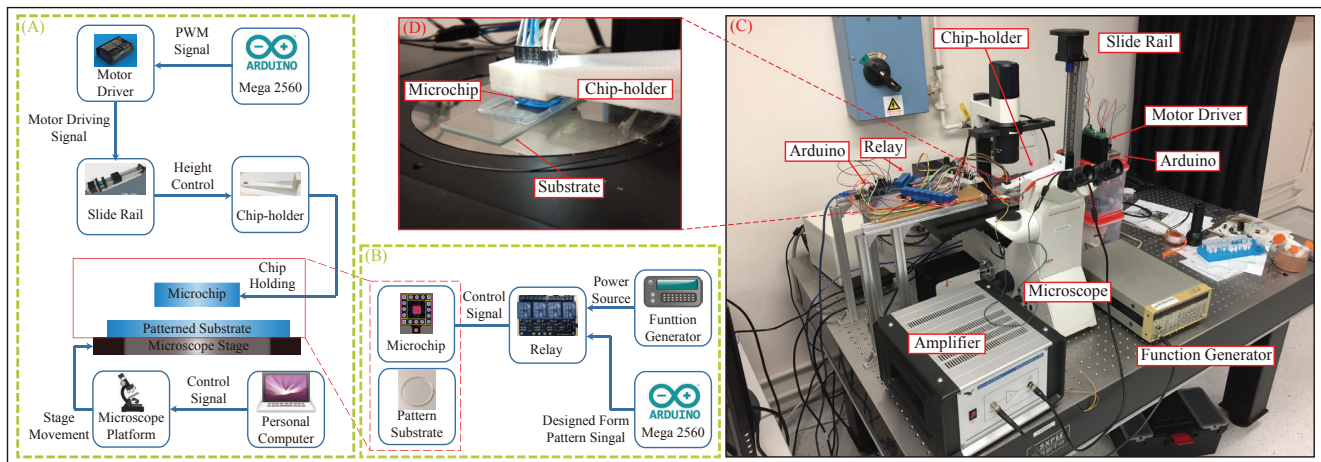 (A)
PWM
Signal
ARDUINO
Mega 2560
Motor
Driver
Motor Driving
Signal
Height
Control
Slide Rail
Chip-holder
Chip
Holding
Microchip
Patterned Substrate
Microscope Stage
Stage
Movement
Microscope
Platform
Control
Signal
Personal
Computer
(B)
Microchip
Control
Signal
Relay
Power
Source
Funttion
Generator
Pattern
Substrate
Designed Form
Pattern Singal
ARDUINO
Mega 2560
(D)
Microchip
Chip-holder
Substrate
(C)
Chip-holder
Slide Rail
Motor Driver
Arduino
Relay
Arduino
Microscope
Amplifier
Function Generator